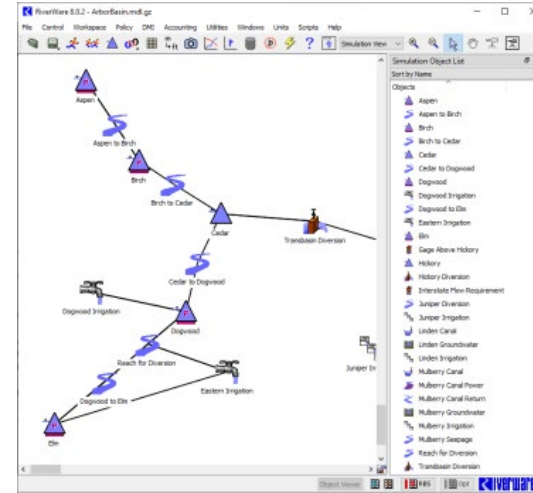 RiverWare 8.0.2 - ArborBasin.mdl.gz
File Control Workspace Policy DMI Accounting Utilities Windows Units Scripts Help
Simulation View
Simulation Object List
Sort by Name
Objects
Aspen
Aspen to Birch
Birch
Birch to Cedar
Cedar
Cedar to Dogwood
Dogwood
Dogwood Irrigation
Dogwood to Elm
Eastern Irrigation
Elm
Gage Above Hickory
Hickory
Hickory Diversion
Interstate Flow Requirement
Juniper Diversion
Juniper Irrigation
Linden Canal
Linden Groundwater
Linden Irrigation
Mulberry Canal
Mulberry Canal Power
Mulberry Canal Return
Mulberry Groundwater
Mulberry Irrigation
Mulberry Seepage
Reach for Diversion
Transbasin Diversion
Aspen
Aspen to Birch
Birch
Birch to Cedar
Cedar
Transbasin Diversion
Cedar to Dogwood
Dogwood Irrigation
Dogwood
Reach for Diversion
Juniper
Eastern Irrigation
Dogwood to Elm
Elm
Object Viewer
RBS
Opt
RiverWare